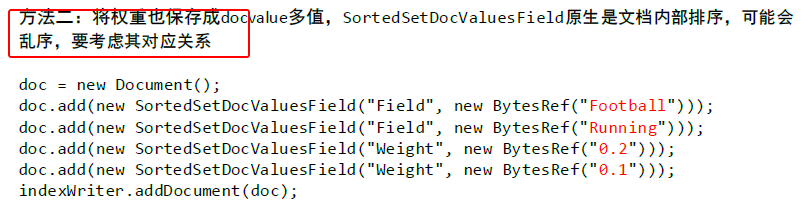 方法二：将权重也保存成docvalue多值，SortedSetDocValuesField原生是文档内部排序，可能会
乱序，要考虑其对应关系
doc = new Document();
doc.add(new SortedSetDocValuesField("Field", new BytesRef("Football")));
doc.add(new SortedSetDocValuesField("Field", new BytesRef("Running")));
doc.add(new SortedSetDocValuesField("Weight", new BytesRef("0.2")));
doc.add(new SortedSetDocValuesField("Weight", new BytesRef("0.1")));
indexWriter.addDocument(doc);